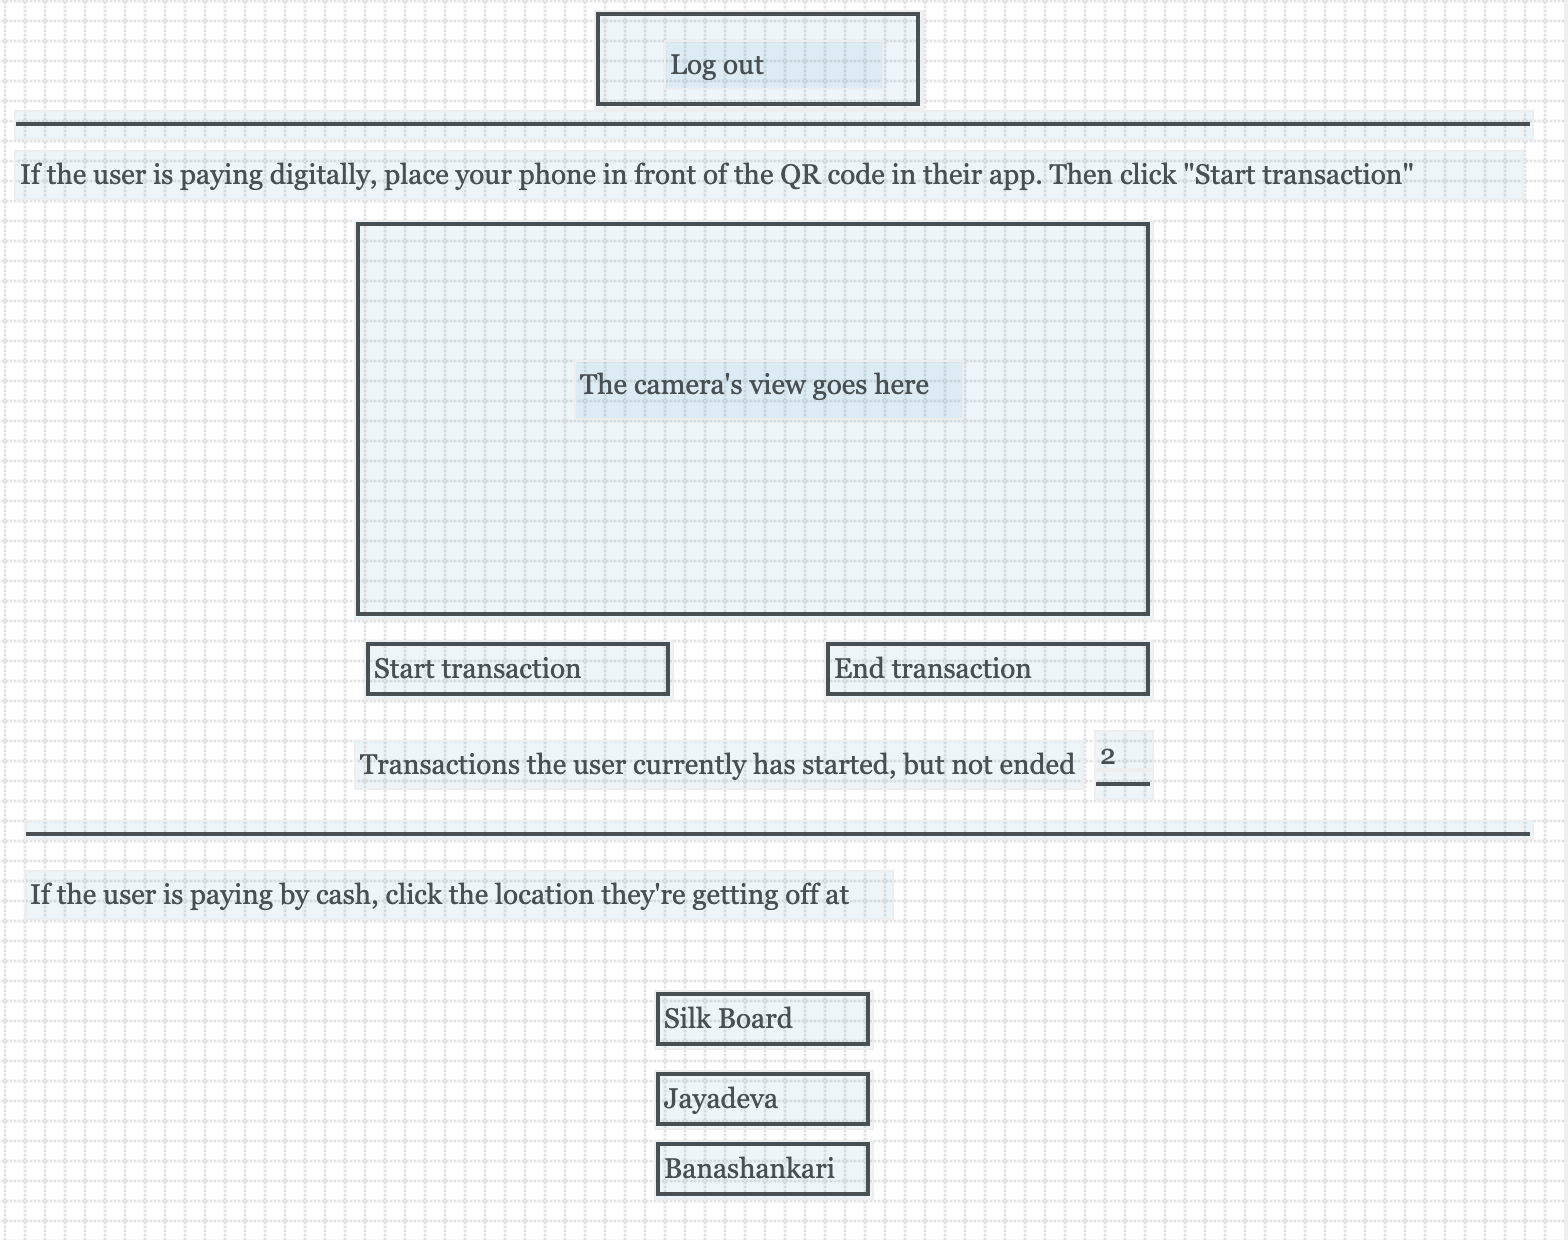 Log out
If the user is paying digitally, place your phone in front of the QR code in their app. Then click "Start transaction"
The camera's view goes here
Start transaction
End transaction
Transactions the user currently has started, but not ended
2
If the user is paying by cash, click the location they're getting off at
Silk Board
Jayadeva
Banashankari